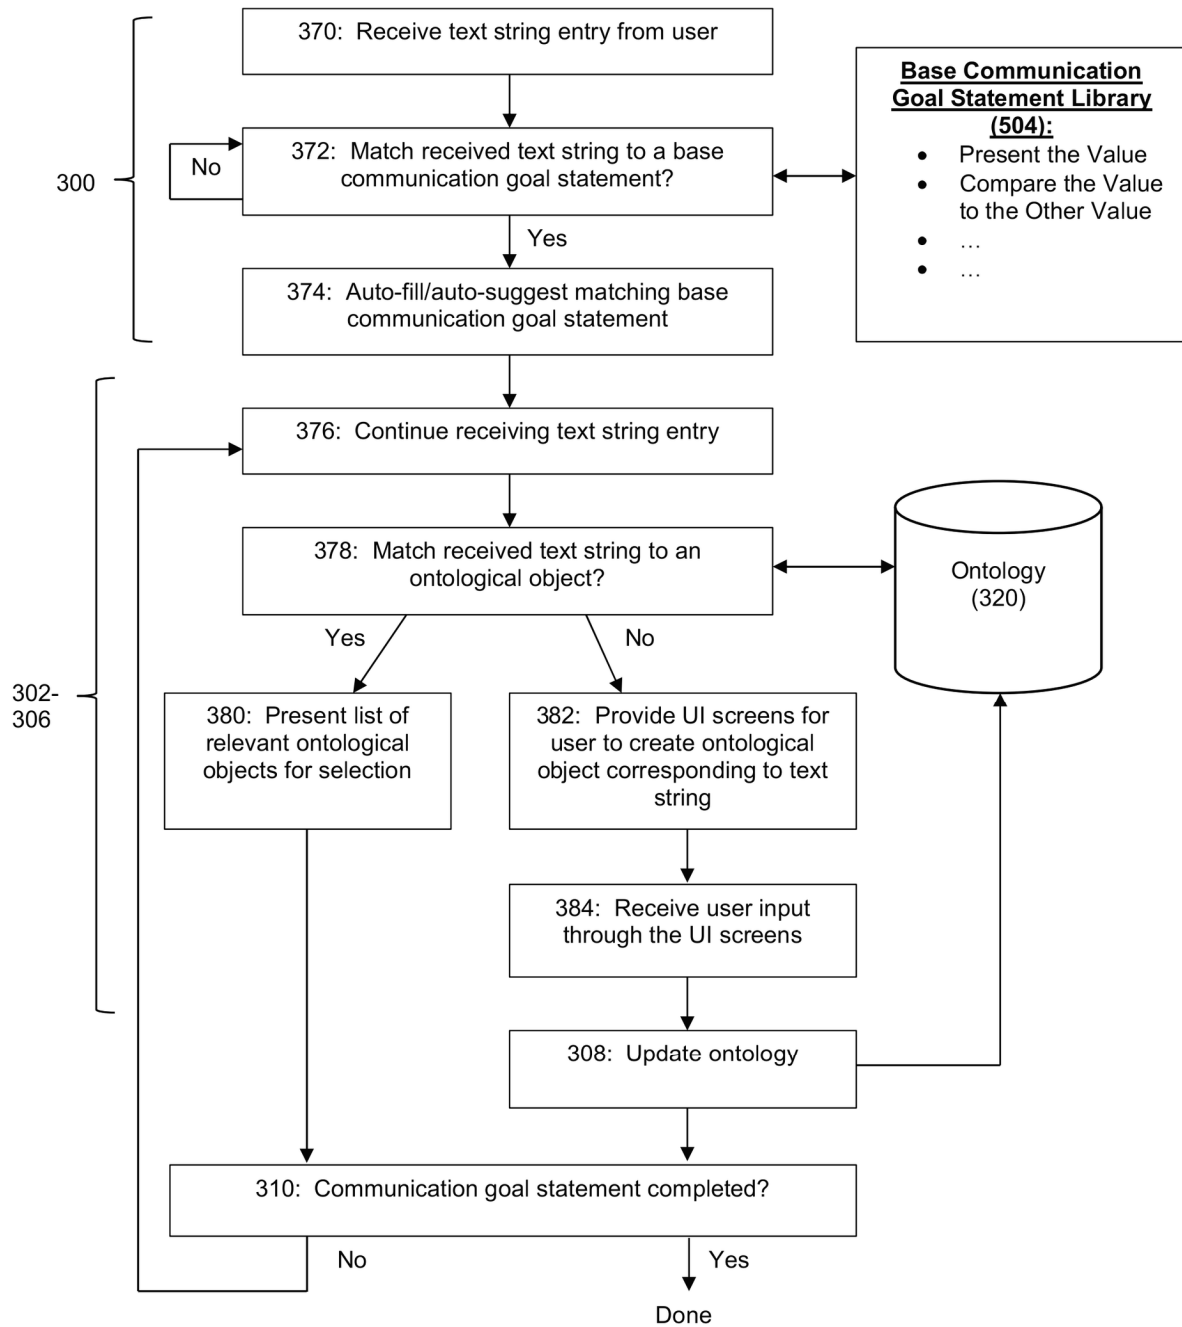 370: Receive text string entry from user
Base Communication
Goal Statement Library
(504):
• Present the Value
• Compare the Value
to the Other Value
• ...
• ...
372: Match received text string to a base
communication goal statement?
No
300
Yes
374: Auto-fill/auto-suggest matching base
communication goal statement
376: Continue receiving text string entry
378: Match received text string to an
ontological object?
Ontology
(320)
Yes
No
302-
306
380: Present list of
relevant ontological
objects for selection
382: Provide UI screens for
user to create ontological
object corresponding to text
string
384: Receive user input
through the UI screens
308: Update ontology
310: Communication goal statement completed?
No
Yes
Done